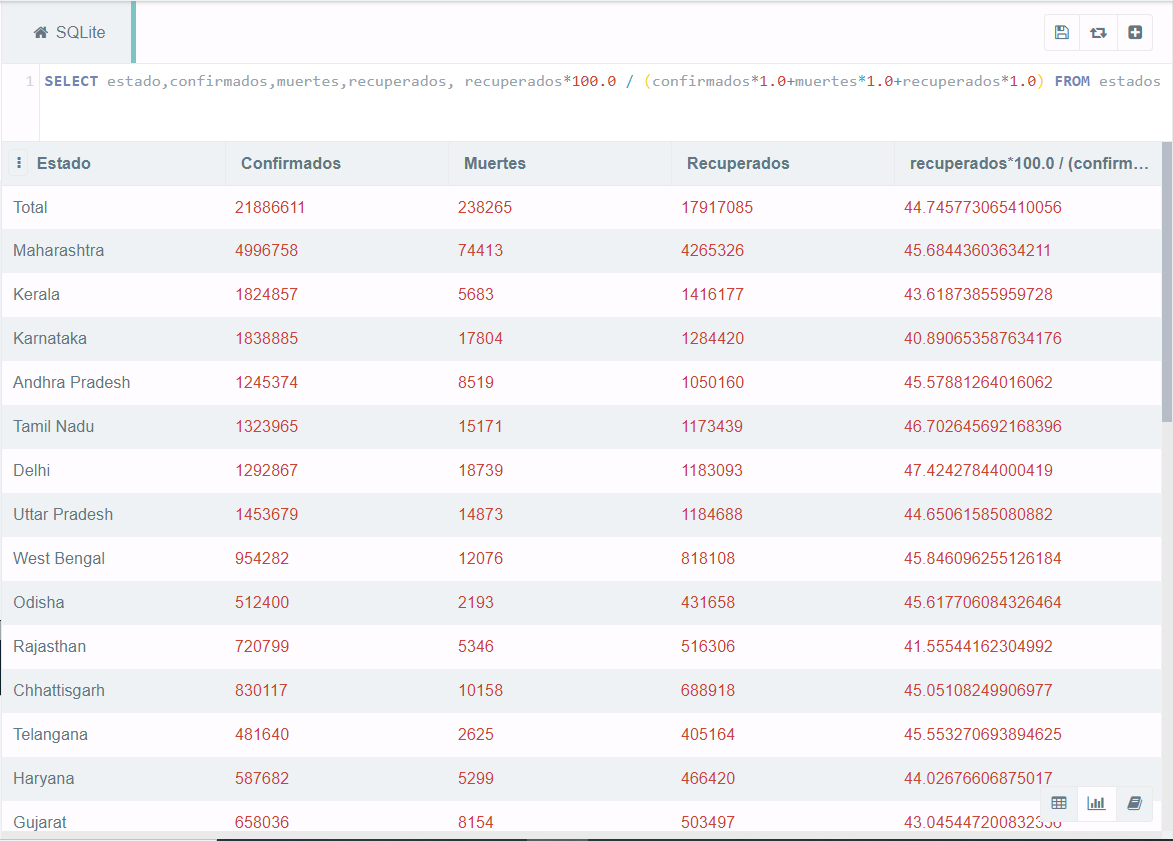 SQLite
1 SELECT estado,confirmados,muertes,recuperados, recuperados*100.0 / (confirmados*1.0+muertes*1.0+recuperados*1.0) FROM estados
Estado Confirmados Muertes Recuperados recuperados*100.0 / (confirm…
Total 21886611 238265 17917085 44.745773065410056
Maharashtra 4996758 74413 4265326 45.68443603634211
Kerala 1824857 5683 1416177 43.61873855959728
Karnataka 1838885 17804 1284420 40.890653587634176
Andhra Pradesh 1245374 8519 1050160 45.57881264016062
Tamil Nadu 1323965 15171 1173439 46.702645692168396
Delhi 1292867 18739 1183093 47.42427844000419
Uttar Pradesh 1453679 14873 1184688 44.65061585080882
West Bengal 954282 12076 818108 45.846096255126184
Odisha 512400 2193 431658 45.617706084326464
Rajasthan 720799 5346 516306 41.55544162304992
Chhattisgarh 830117 10158 688918 45.05108249906977
Telangana 481640 2625 405164 45.553270693894625
Haryana 587682 5299 466420 44.02676606875017
Gujarat 658036 8154 503497